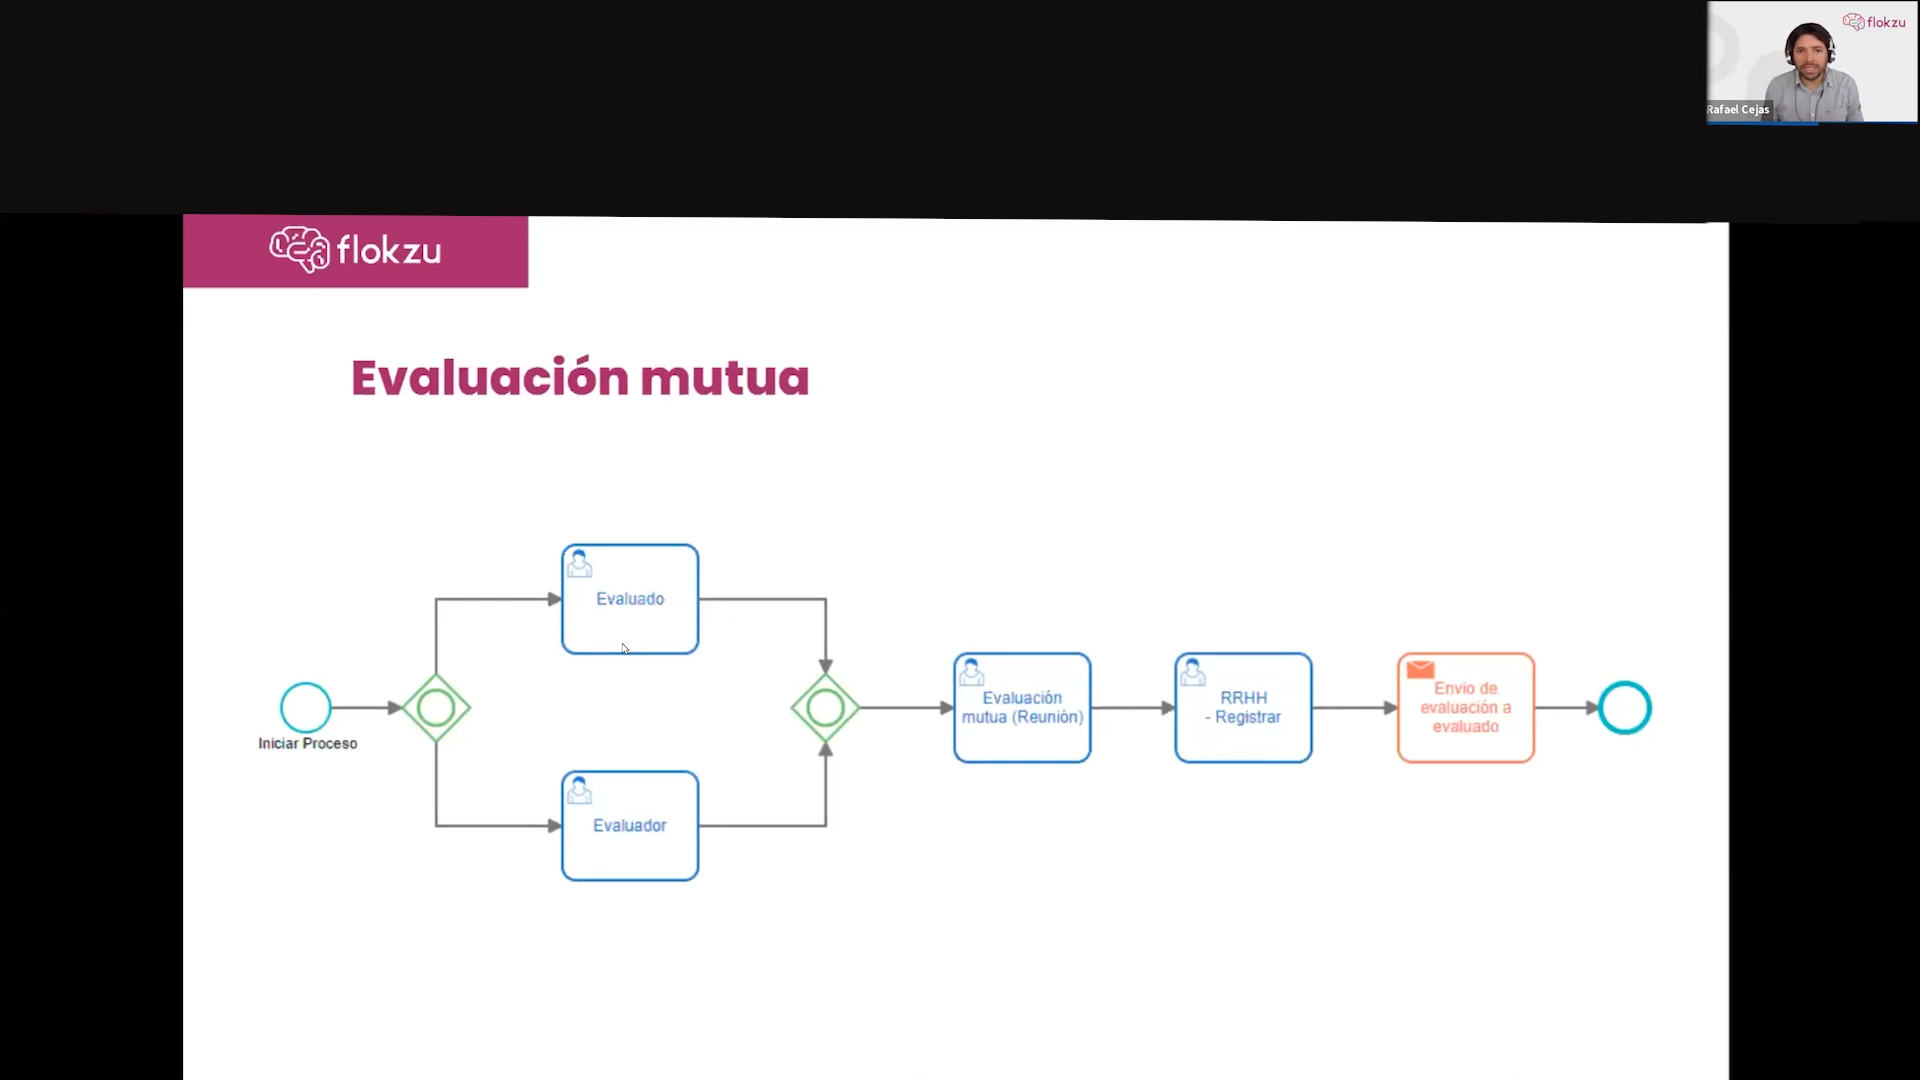 flokzu
Rafael Cejas
flokzu
Evaluación mutua
Evaluado
Iniciar Proceso
Evaluador
Evaluación
mutua (Reunión)
RRHH
- Registrar
Envio de
evaluación a
evaluado